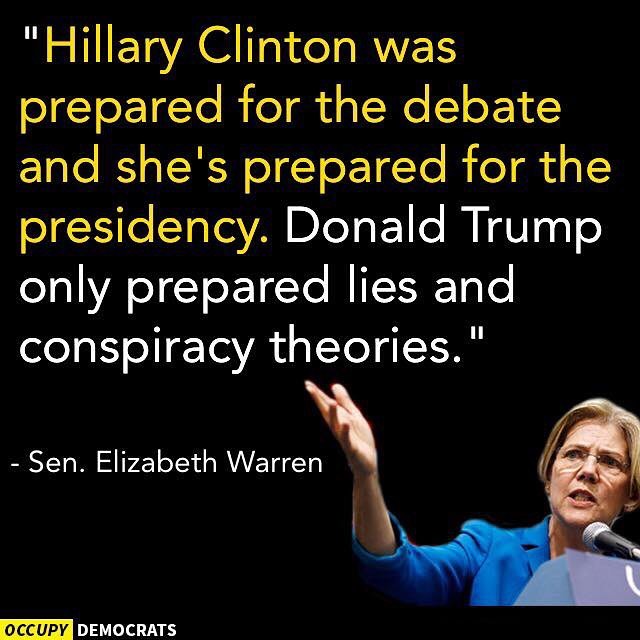 "Hillary Clinton was
prepared for the debate
and she's prepared for the
presidency. Donald Trump
only prepared lies and
conspiracy theories."
- Sen. Elizabeth Warren
OCCUPY DEMOCRATS